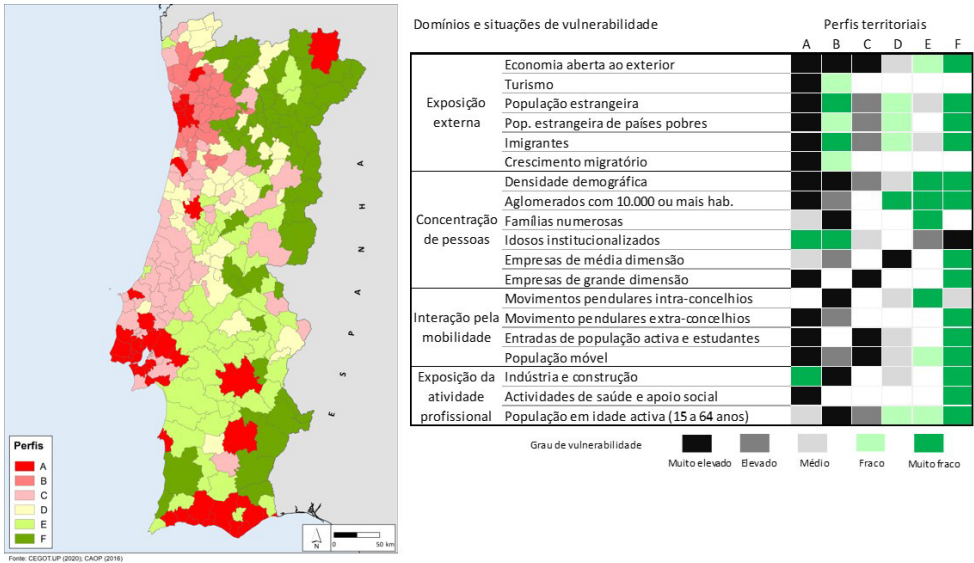 Domínios e situações de vulnerabilidade
Perfis territoriais
A B C D E F
Exposição externa
Economia aberta ao exterior
Turismo
População estrangeira
Pop. estrangeira de países pobres
Imigrantes
Crescimento migratório
Concentração de pessoas
Densidade demográfica
Aglomerados com 10.000 ou mais hab.
Famílias numerosas
Idosos institucionalizados
Empresas de média dimensão
Empresas de grande dimensão
Interação pela mobilidade
Movimentos pendulares intra-concelhios
Movimento pendulares extra-concelhios
Entradas de população activa e estudantes
População móvel
Exposição da atividade profissional
Indústria e construção
Actividades de saúde e apoio social
População em idade activa (15 a 64 anos)
Grau de vulnerabilidade
Muito elevado
Elevado
Médio
Fraco
Muito fraco
ESPANHA
Perfis
A
B
C
D
E
F
N
0 50 km
Fonte: CEGOT.UP (2020); CAOP (2016)